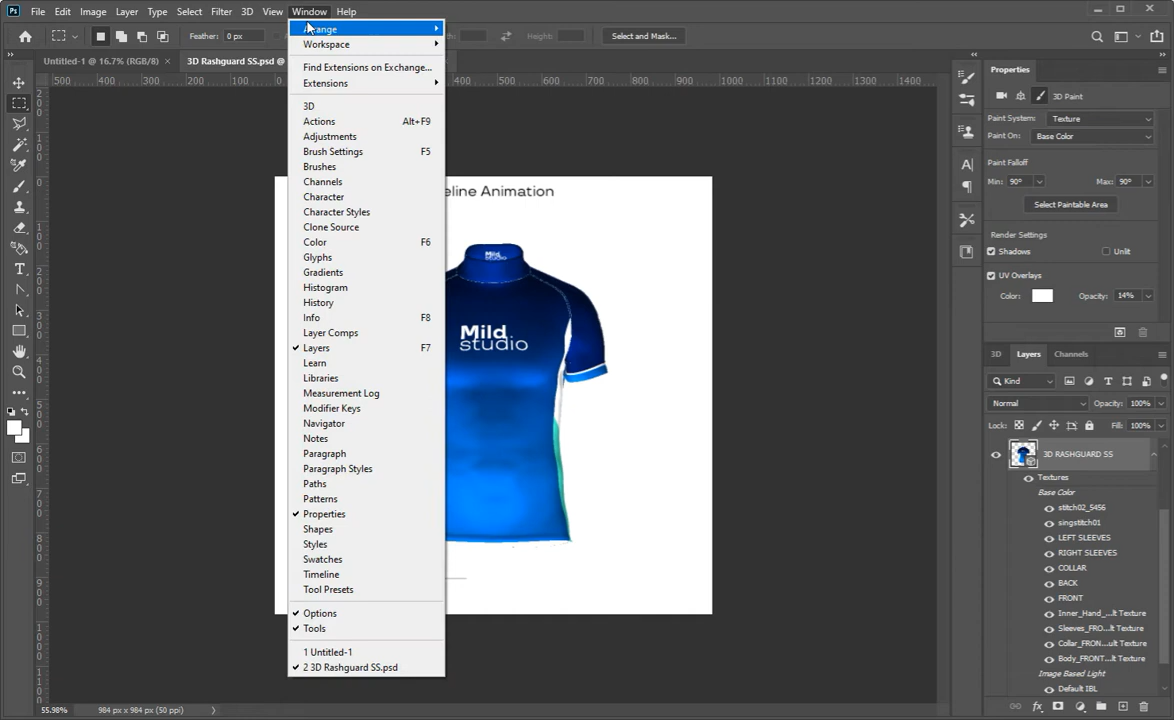 Ps File Edit Image Layer Type Select Filter 3D View Window Help
Feather: 0 px Height: Select and Mask...
Untitled-1 @ 16.7% (RGB/8) × 3D Rashguard SS.psd @
500 400 300 200 100 0 400 500 600 700 800 900 1000 1100 1200 1300 1400
Arrange
Workspace
Find Extensions on Exchange...
Extensions
3D
Actions Alt+F9
Adjustments
Brush Settings F5
Brushes
Channels
Character
Character Styles
Clone Source
Color F6
Glyphs
Gradients
Histogram
History
Info F8
Layer Comps
Layers F7
Learn
Libraries
Measurement Log
Modifier Keys
Navigator
Notes
Paragraph
Paragraph Styles
Paths
Patterns
Properties
Shapes
Styles
Swatches
Timeline
Tool Presets
Options
Tools
1 Untitled-1
2 3D Rashguard SS.psd
eline Animation
Mild
studio
Mild
studio
Properties
3D Paint
Paint System: Texture
Paint On: Base Color
Paint Falloff
Min: 90° Max: 90°
Select Paintable Area
Render Settings
Shadows Unlit
UV Overlays
Color: Opacity: 14%
3D Layers Channels
Kind
Normal Opacity: 100%
Lock: Fill: 100%
3D RASHGUARD SS
Textures
Base Color
stitch02_5456
singstitch01
LEFT SLEEVES
RIGHT SLEEVES
COLLAR
BACK
FRONT
Inner_Hand_...lt Texture
Sleeves_FRO...lt Texture
Collar_FRON...ult Texture
Body_FRONT...lt Texture
Image Based Light
Default IBL
55.98% 984 px x 984 px (50 ppi)